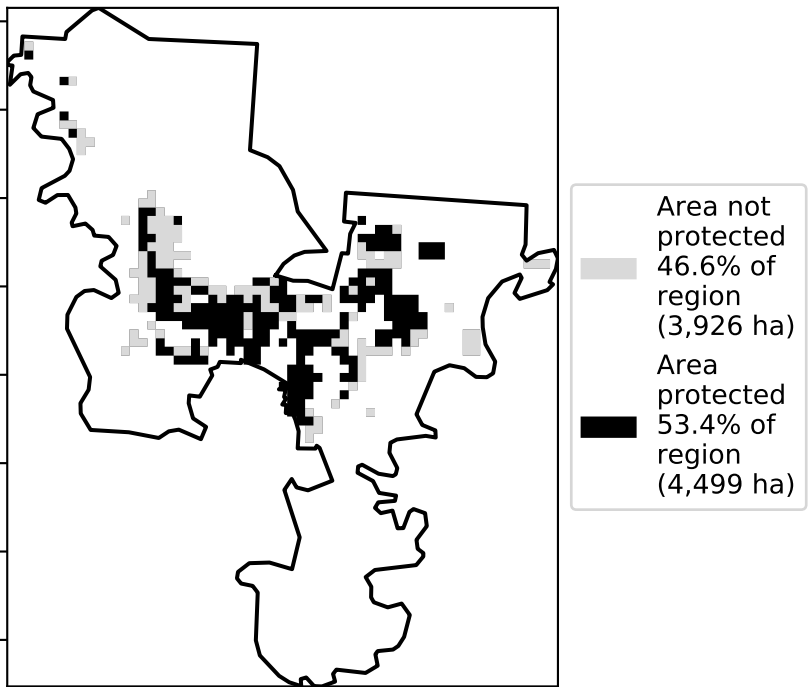 Area not
protected
46.6% of
region
(3,926 ha)
Area
protected
53.4% of
region
(4,499 ha)